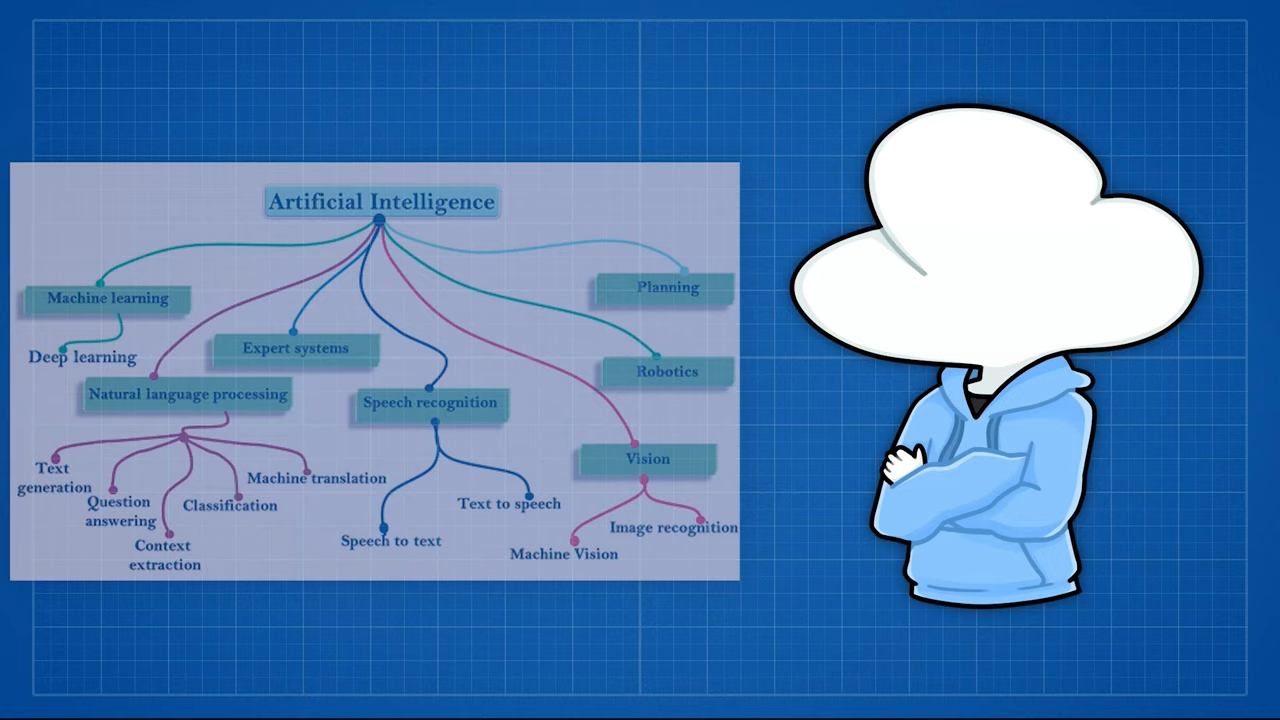 Artificial Intelligence
Machine learning
Deep learning
Natural language processing
Text
generation
Question
answering
Context
extraction
Classification
Machine translation
Expert systems
Speech recognition
Speech to text
Text to speech
Vision
Machine Vision
Image recognition
Robotics
Planning